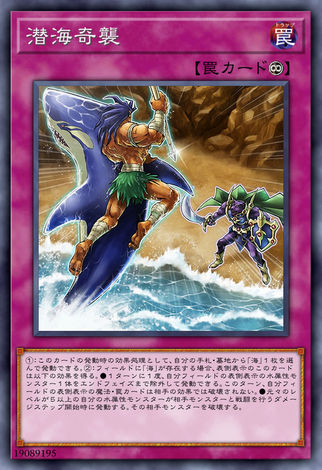 潜海奇襲
トラップ
罠
【罠カード】
①:このカードの発動時の効果処理として、自分の手札・墓地から「海」1枚を選
んで発動できる。②:フィールドに「海」が存在する場合、表側表示のこのカード
は以下の効果を得る。●1ターンに1度、自分フィールドの表側表示の水属性モ
ンスター1体をエンドフェイズまで除外して発動できる。このターン、自分フィー
ルドの表側表示の魔法・罠カードは相手の効果では破壊されない。●元々のレ
ベルが5以上の自分の水属性モンスターが相手モンスターと戦闘を行うダメー
ジステップ開始時に発動する。その相手モンスターを破壊する。
19089195